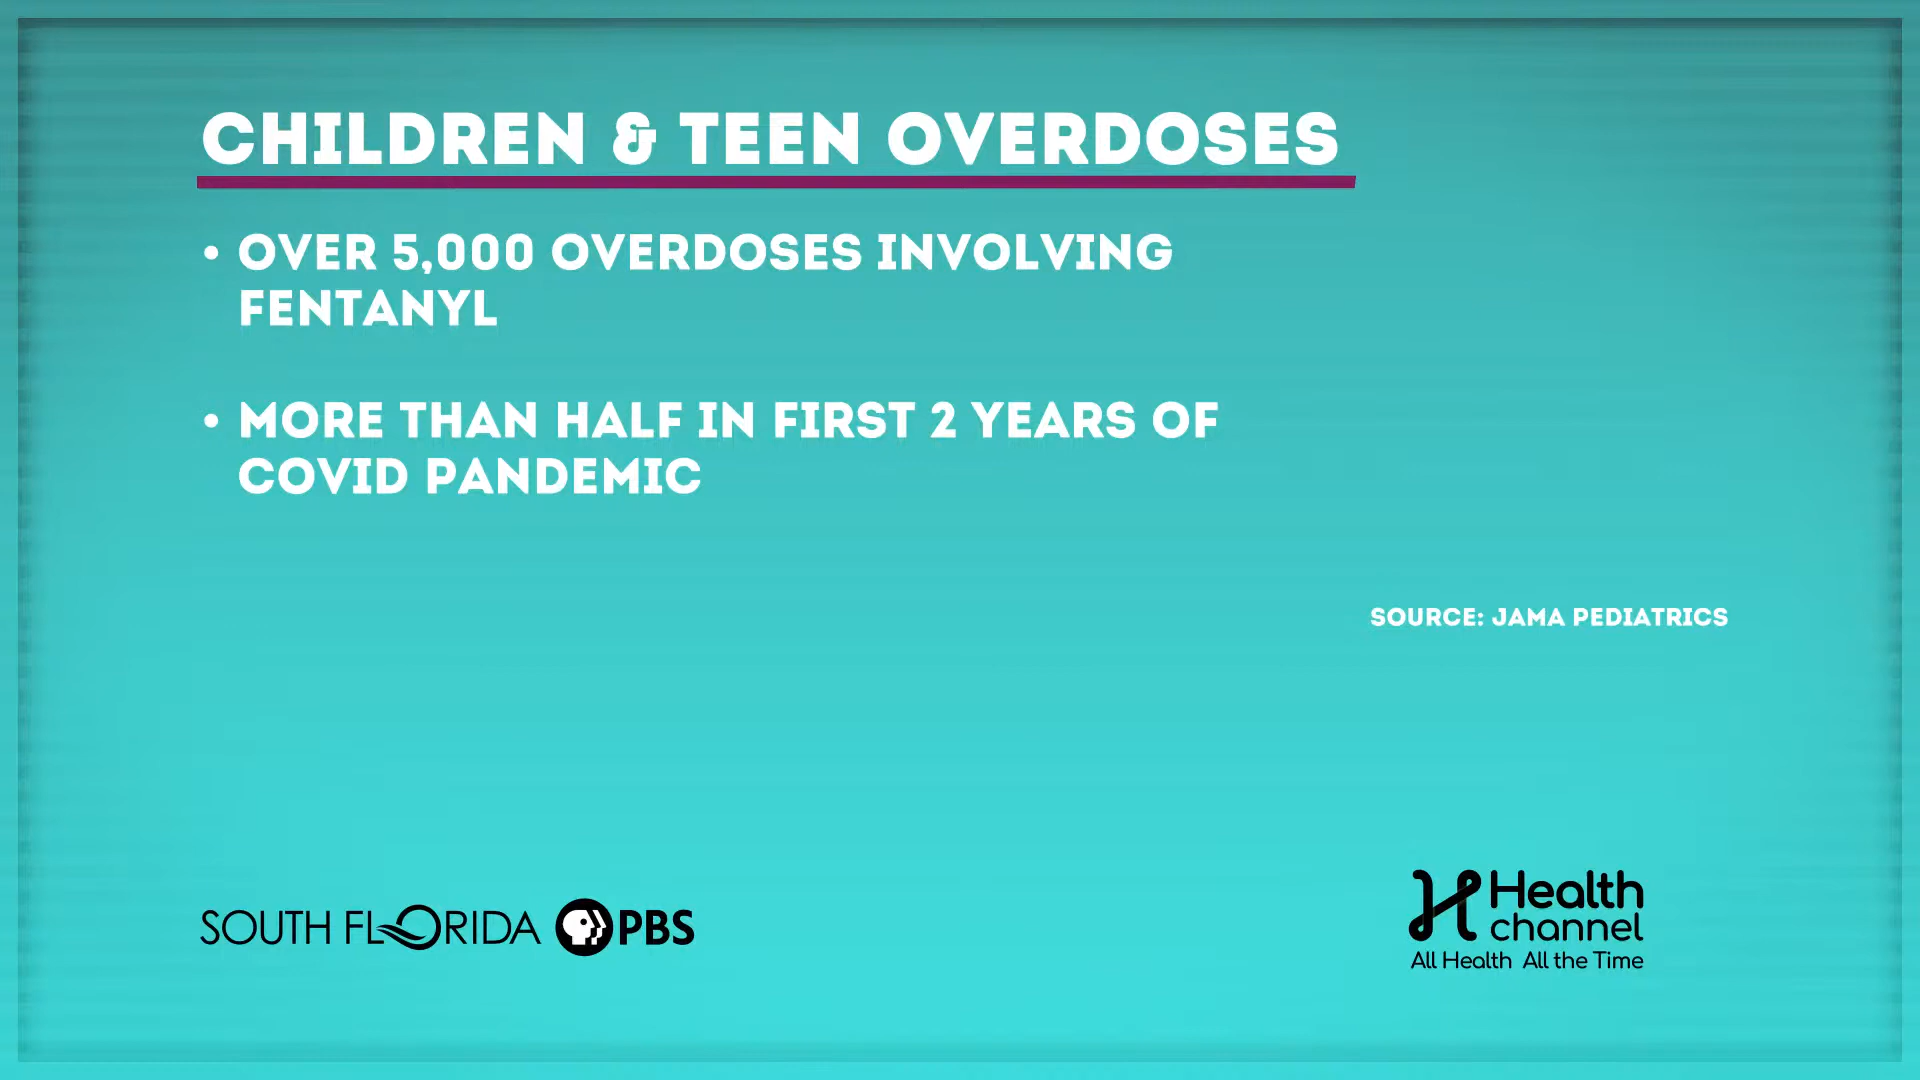 CHILDREN & TEEN OVERDOSES
• OVER 5,000 OVERDOSES INVOLVING
FENTANYL
• MORE THAN HALF IN FIRST 2 YEARS OF
COVID PANDEMIC
SOURCE: JAMA PEDIATRICS
SOUTH FLORIDA PBS
Health
channel
All Health All the Time